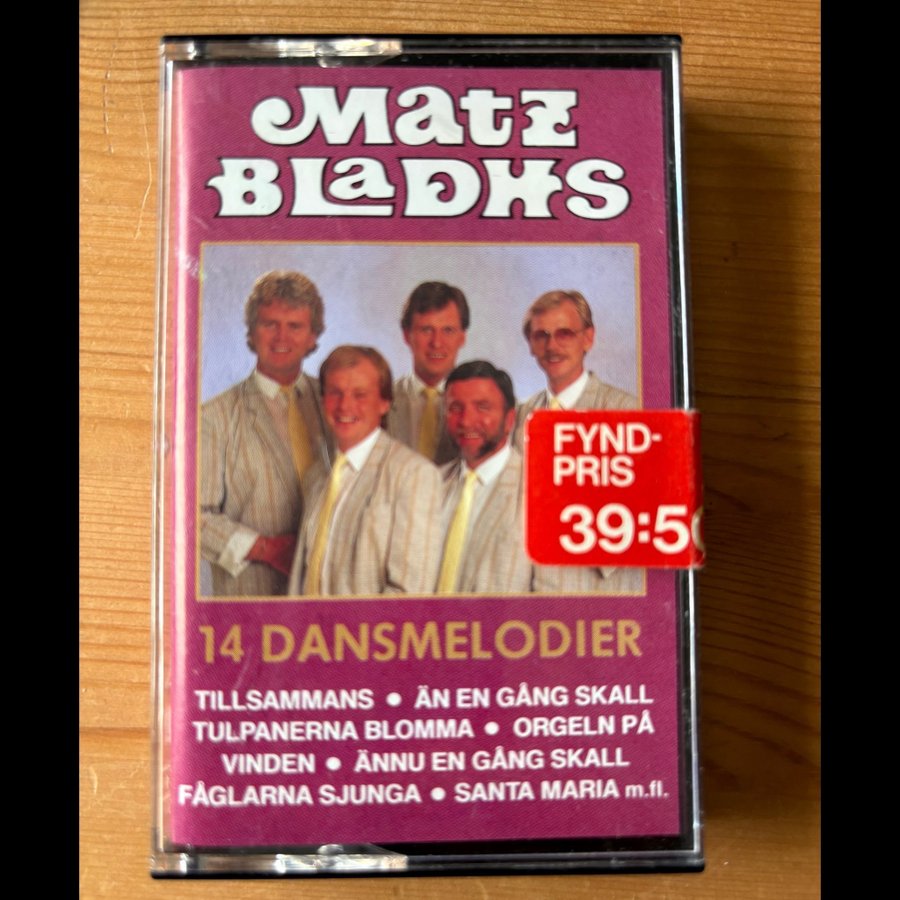 Matz
BLaDHS
FYND-
PRIS
39:50
14 DANSMELODIER
TILLSAMMANS • ÄN EN GÅNG SKALL
TULPANERNA BLOMMA • ORGELN PÅ
VINDEN • ÄNNU EN GÅNG SKALL
FÅGLARNA SJUNGA • SANTA MARIA m.fl.